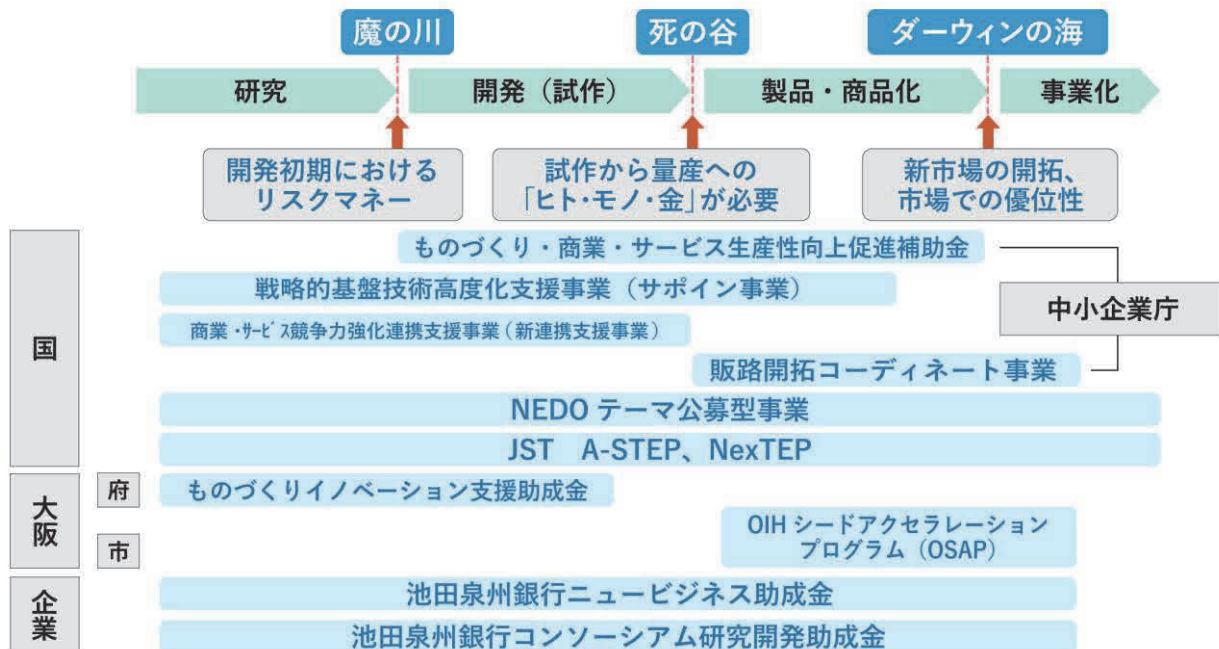 魔の川
死の谷
ダーウィンの海
研究
開発（試作）
製品・商品化
事業化
開発初期における
リスクマネー
試作から量産への
「ヒト・モノ・金」が必要
新市場の開拓、
市場での優位性
国
ものづくり・商業・サービス生産性向上促進補助金
戦略的基盤技術高度化支援事業（サポイン事業）
商業・ｻｰﾋﾞｽ競争力強化連携支援事業（新連携支援事業）
販路開拓コーディネート事業
中小企業庁
NEDO テーマ公募型事業
JST　A-STEP、NexTEP
大阪
府
ものづくりイノベーション支援助成金
市
OIH シードアクセラレーション
プログラム（OSAP）
企業
池田泉州銀行ニュービジネス助成金
池田泉州銀行コンソーシアム研究開発助成金